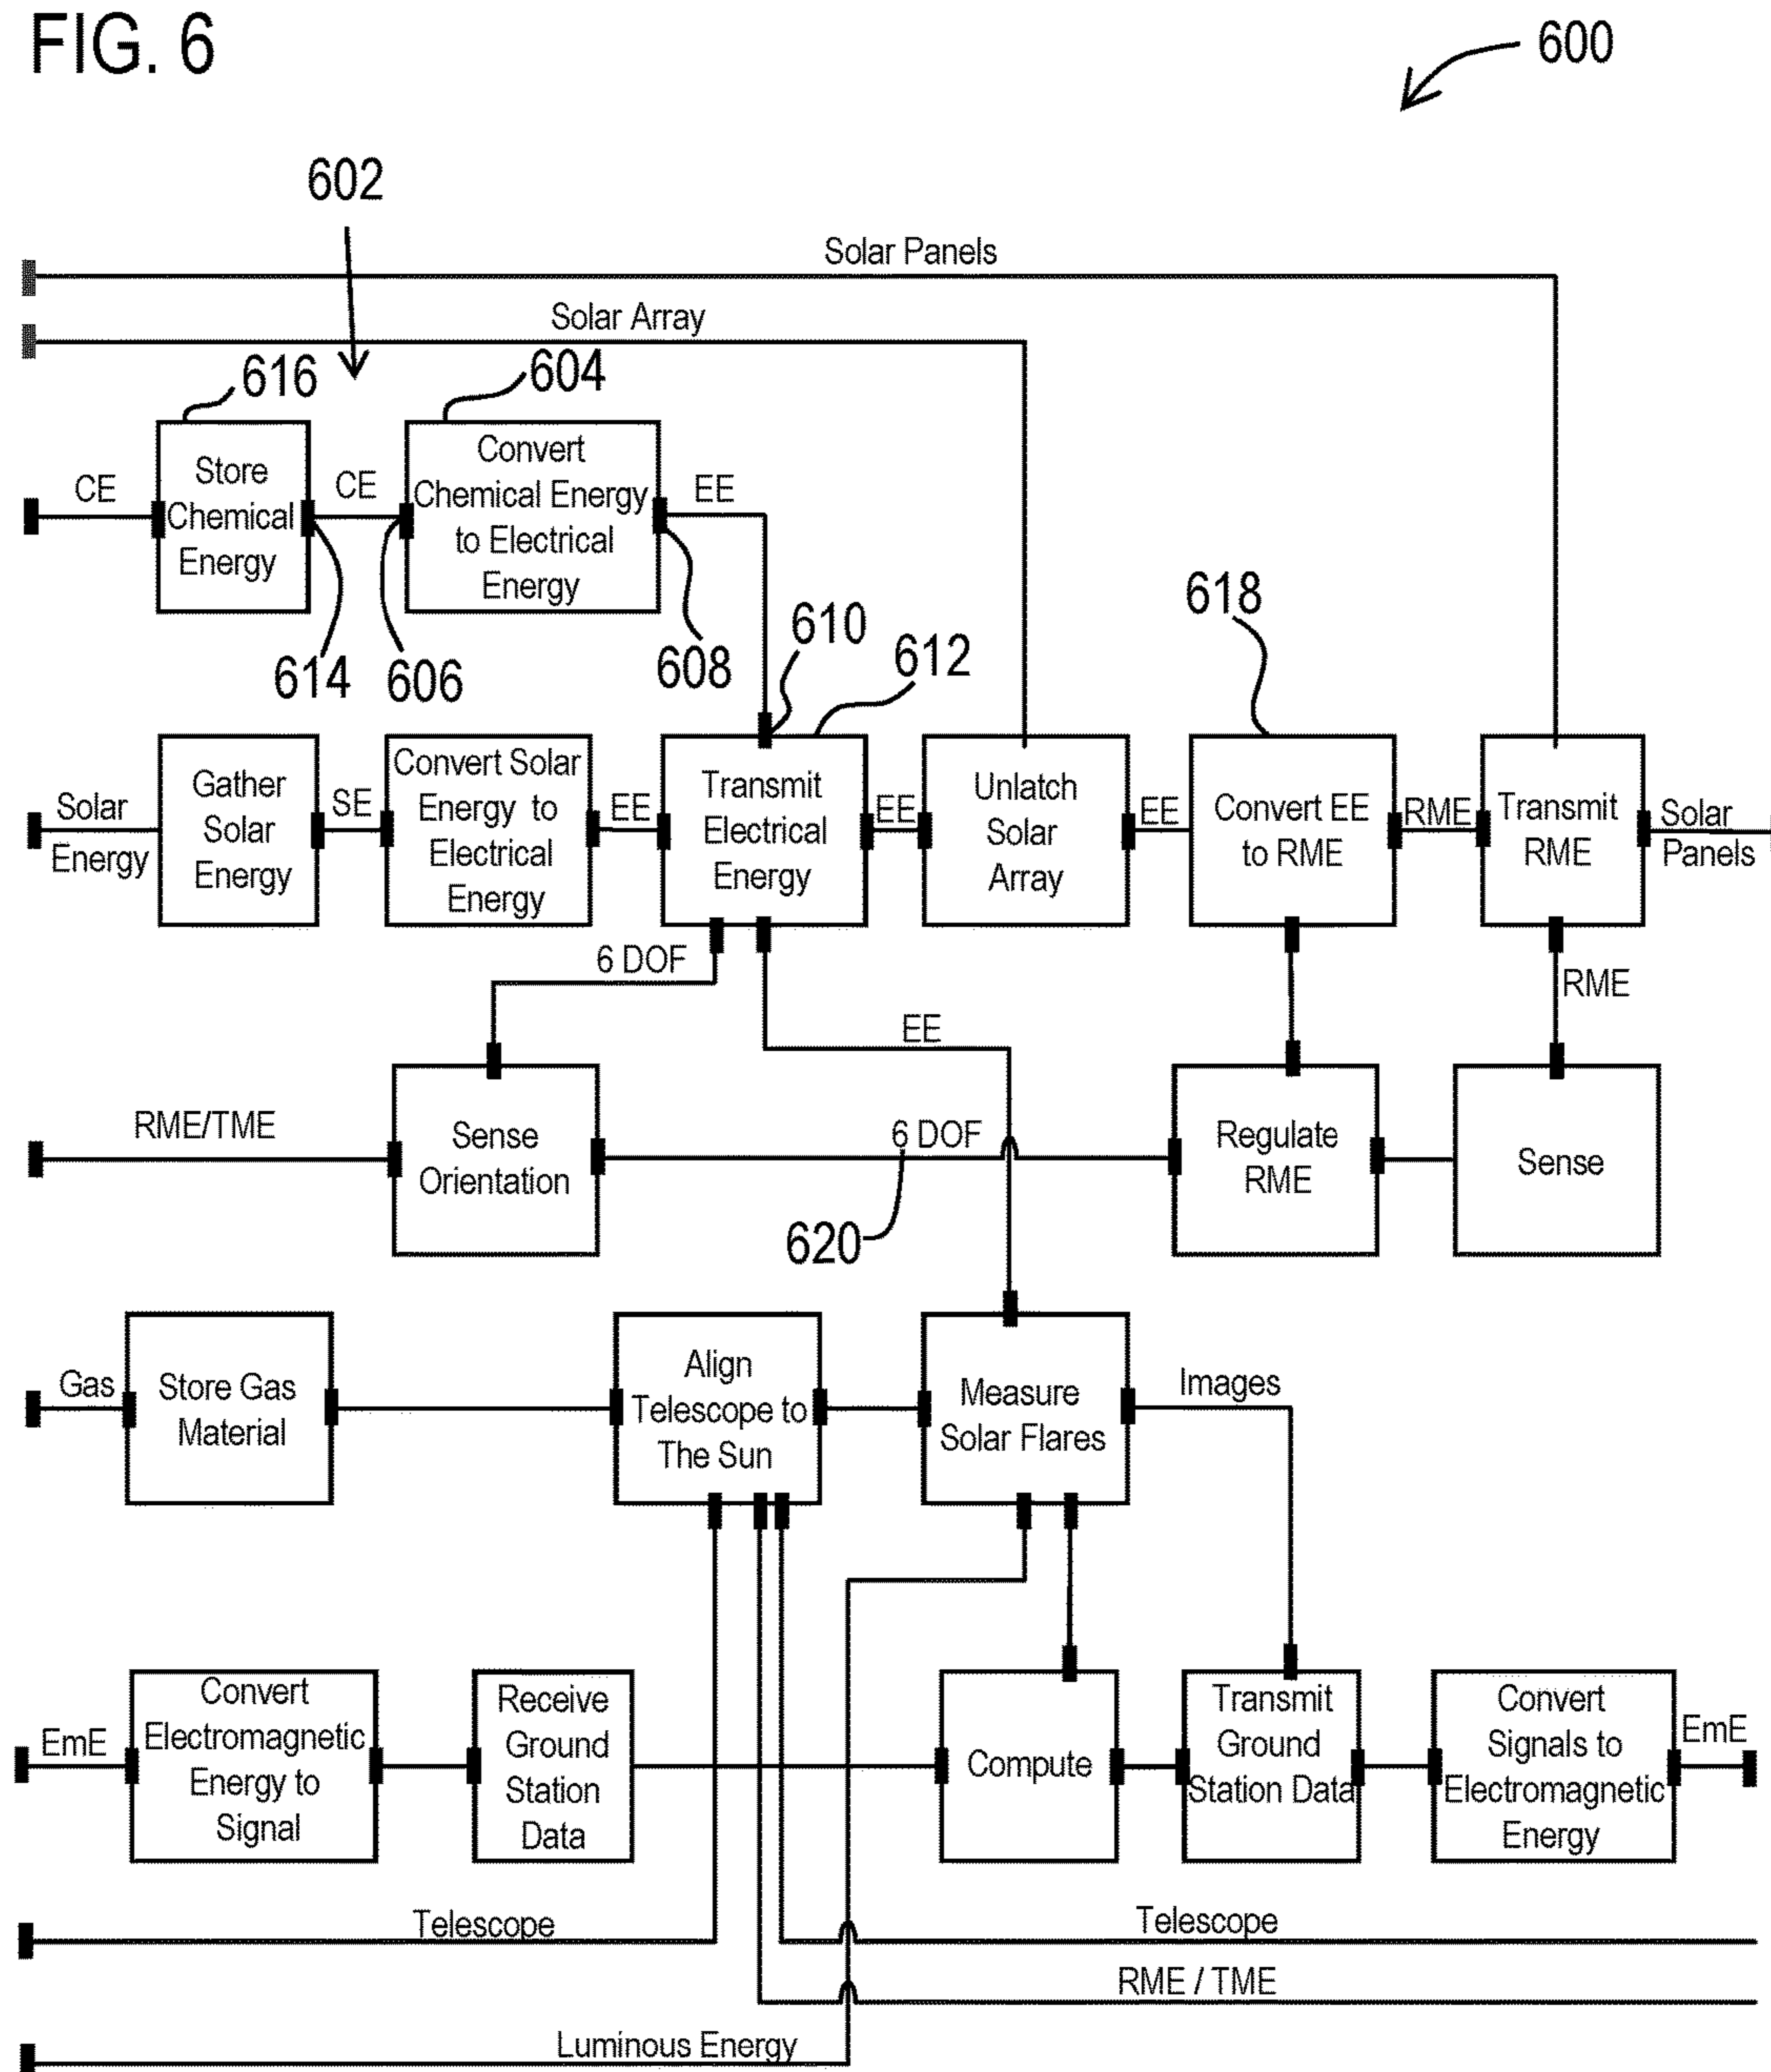 FIG. 6
600
602
Solar Panels
Solar Array
616
604
CE
Store
Chemical
Energy
CE
Convert
Chemical Energy
to Electrical
Energy
EE
614
606
608
610
612
618
Solar
Energy
Gather
Solar
Energy
SE
Convert Solar
Energy to
Electrical
Energy
EE
Transmit
Electrical
Energy
EE
Unlatch
Solar
Array
EE
Convert EE
to RME
RME
Transmit
RME
Solar
Panels
6 DOF
EE
RME
RME/TME
Sense
Orientation
6 DOF
620
Regulate
RME
Sense
Gas
Store Gas
Material
Align
Telescope to
The Sun
Measure
Solar Flares
Images
EmE
Convert
Electromagnetic
Energy to
Signal
Receive
Ground
Station
Data
Compute
Transmit
Ground
Station Data
Convert
Signals to
Electromagnetic
Energy
EmE
Telescope
Telescope
RME / TME
Luminous Energy